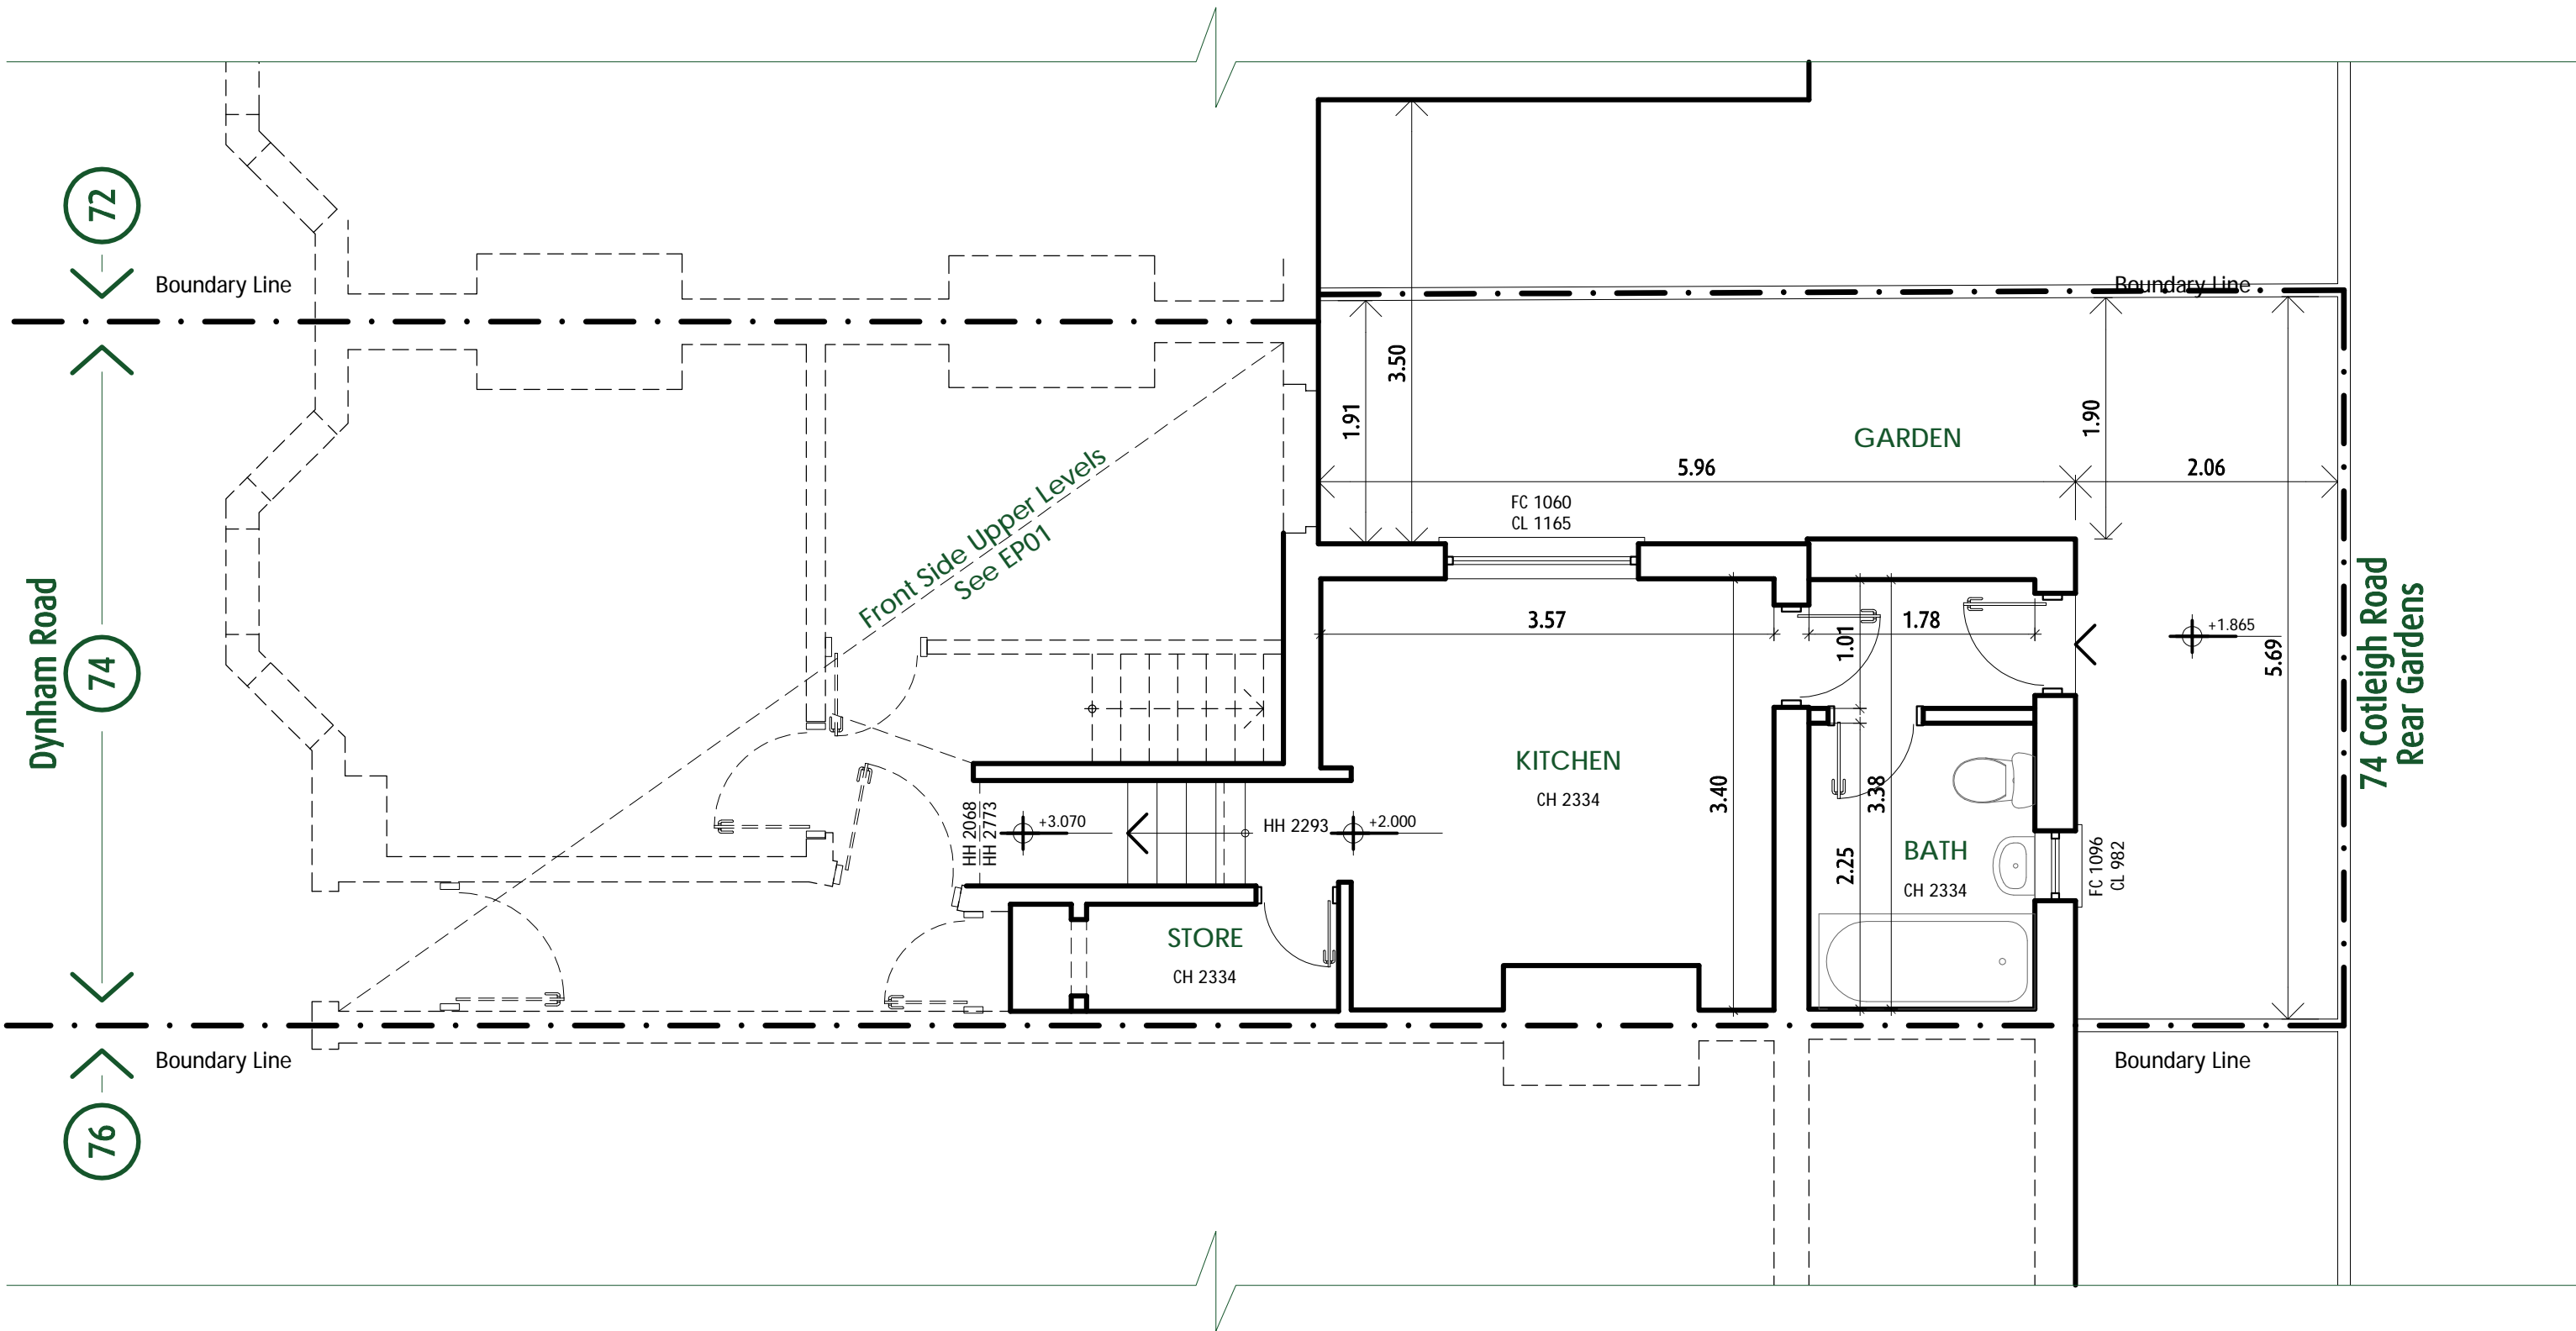 72
Boundary Line
Boundary Line
3.50
1.91
1.90
GARDEN
5.96
2.06
Front Side Upper Levels
See EP01
FC 1060
CL 1165
Dynham Road
74
3.57
1.01
1.78
+1.865
5.69
74 Cotleigh Road
Rear Gardens
KITCHEN
CH 2334
3.40
3.38
HH 2068
HH 2773
+3.070
HH 2293
+2.000
2.25
BATH
CH 2334
FC 1096
CL 982
STORE
CH 2334
Boundary Line
Boundary Line
76